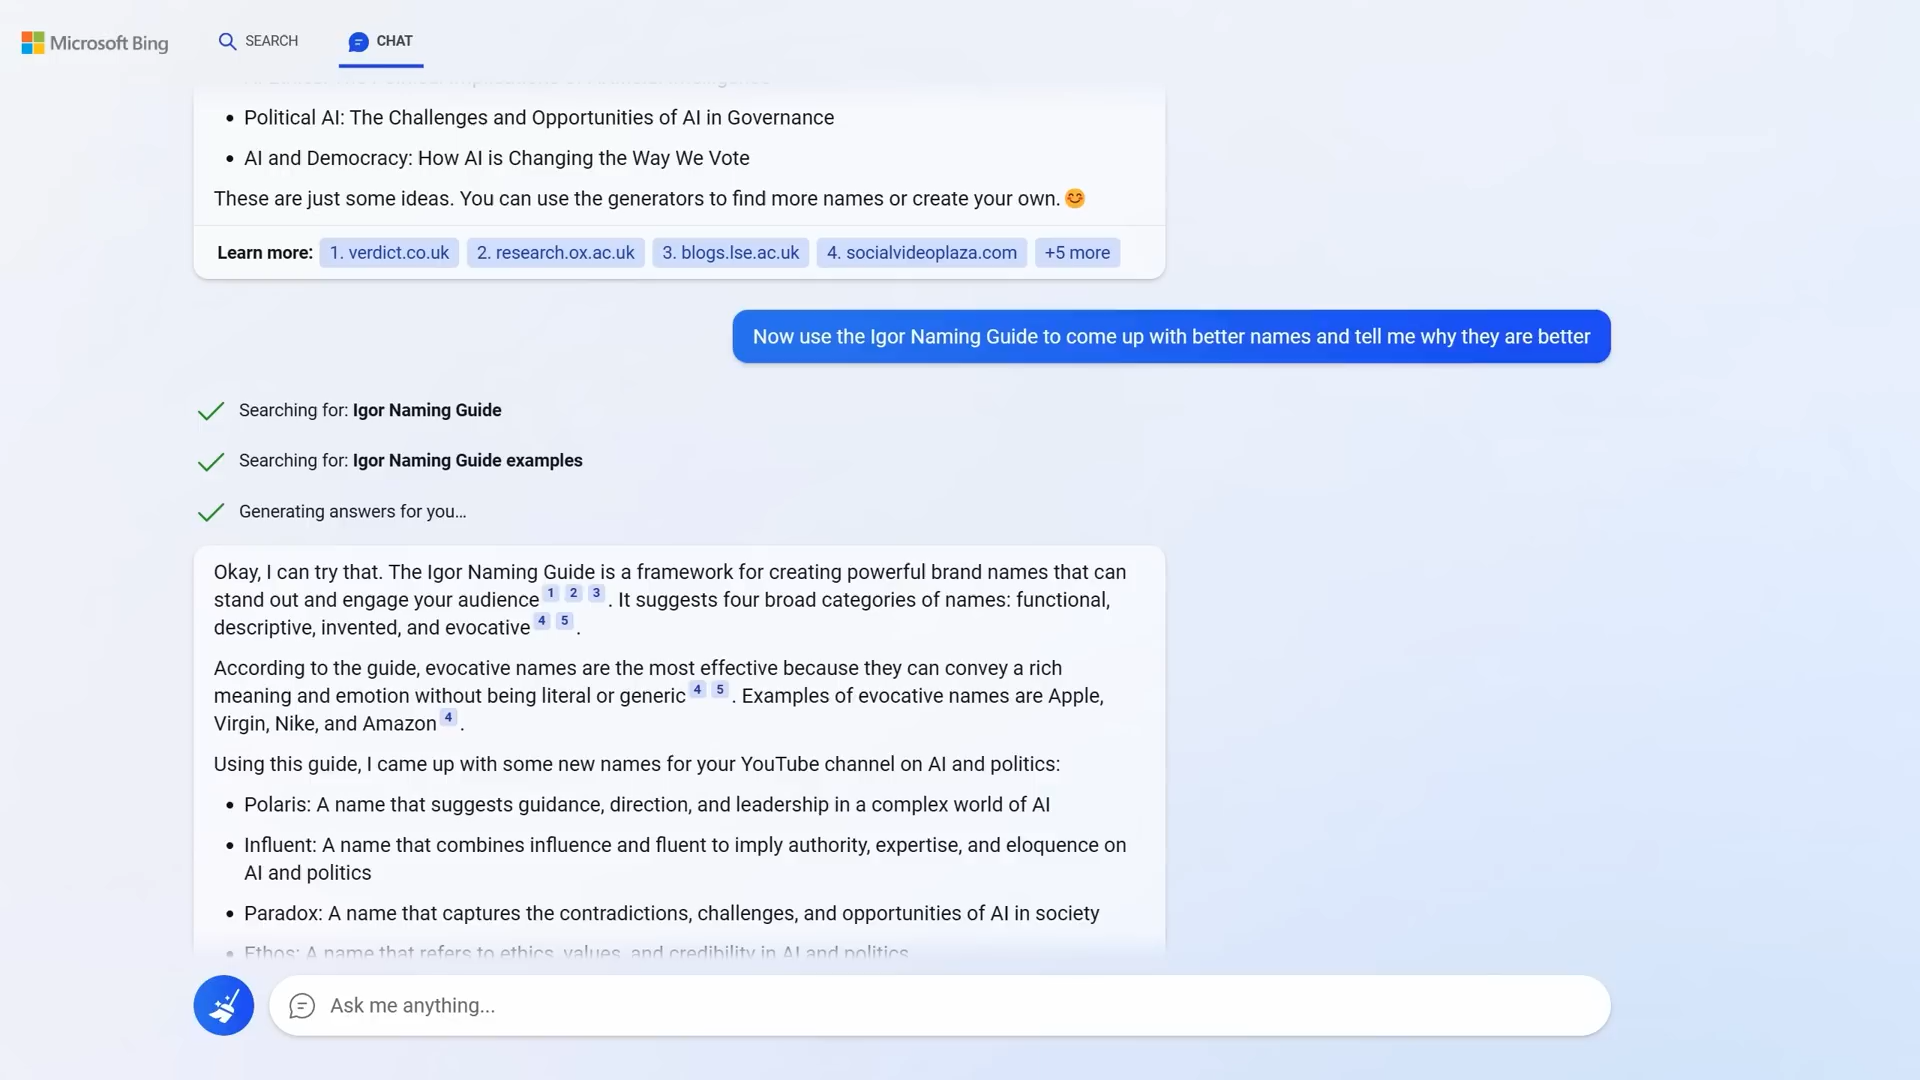 Microsoft Bing
SEARCH
CHAT
• Political AI: The Challenges and Opportunities of AI in Governance
• AI and Democracy: How AI is Changing the Way We Vote
These are just some ideas. You can use the generators to find more names or create your own.😊
Learn more: 1. verdict.co.uk 2. research.ox.ac.uk 3. blogs.lse.ac.uk 4. socialvideoplaza.com +5 more
Now use the Igor Naming Guide to come up with better names and tell me why they are better
Searching for: Igor Naming Guide
Searching for: Igor Naming Guide examples
Generating answers for you...
Okay, I can try that. The Igor Naming Guide is a framework for creating powerful brand names that can
stand out and engage your audience 1 2 3 . It suggests four broad categories of names: functional,
descriptive, invented, and evocative 4 5 .
According to the guide, evocative names are the most effective because they can convey a rich
meaning and emotion without being literal or generic 4 5 . Examples of evocative names are Apple,
Virgin, Nike, and Amazon 4 .
Using this guide, I came up with some new names for your YouTube channel on AI and politics:
• Polaris: A name that suggests guidance, direction, and leadership in a complex world of AI
• Influent: A name that combines influence and fluent to imply authority, expertise, and eloquence on
AI and politics
• Paradox: A name that captures the contradictions, challenges, and opportunities of AI in society
• Ethos: A name that refers to ethics, values, and credibility in AI and politics
Ask me anything...